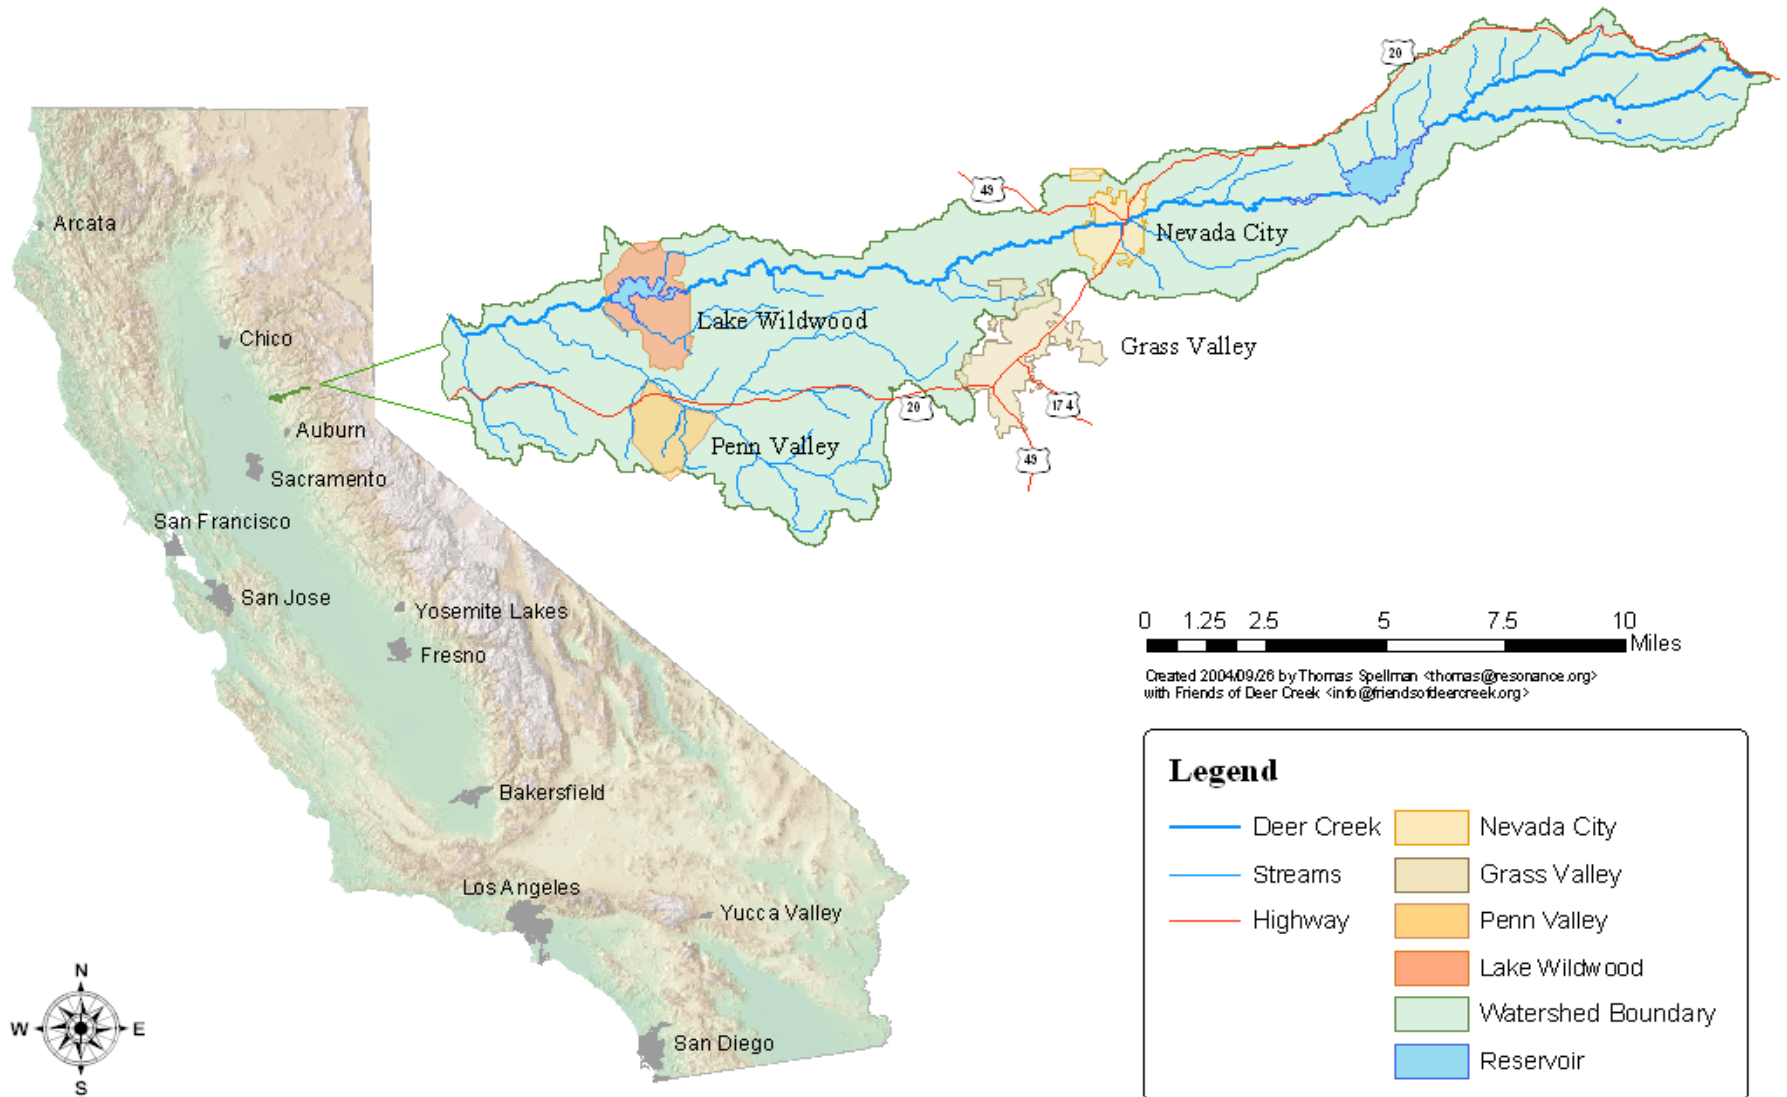 20
49
Nevada City
Arcata
Lake Wildwood
Chico
Grass Valley
20
174
Auburn
Penn Valley
49
Sacramento
San Francisco
San Jose
Yosemite Lakes
Fresno
0 1.25 2.5 5 7.5 10
Miles
Created 2004/09/26 by Thomas Spellman <thomas@resonance.org>
with Friends of Deer Creek <info@friendsofdeercreek.org>
Bakersfield
Los Angeles
Yucca Valley
San Diego
N
W E
S
Legend
Deer Creek
Streams
Highway
Nevada City
Grass Valley
Penn Valley
Lake Wildwood
Watershed Boundary
Reservoir